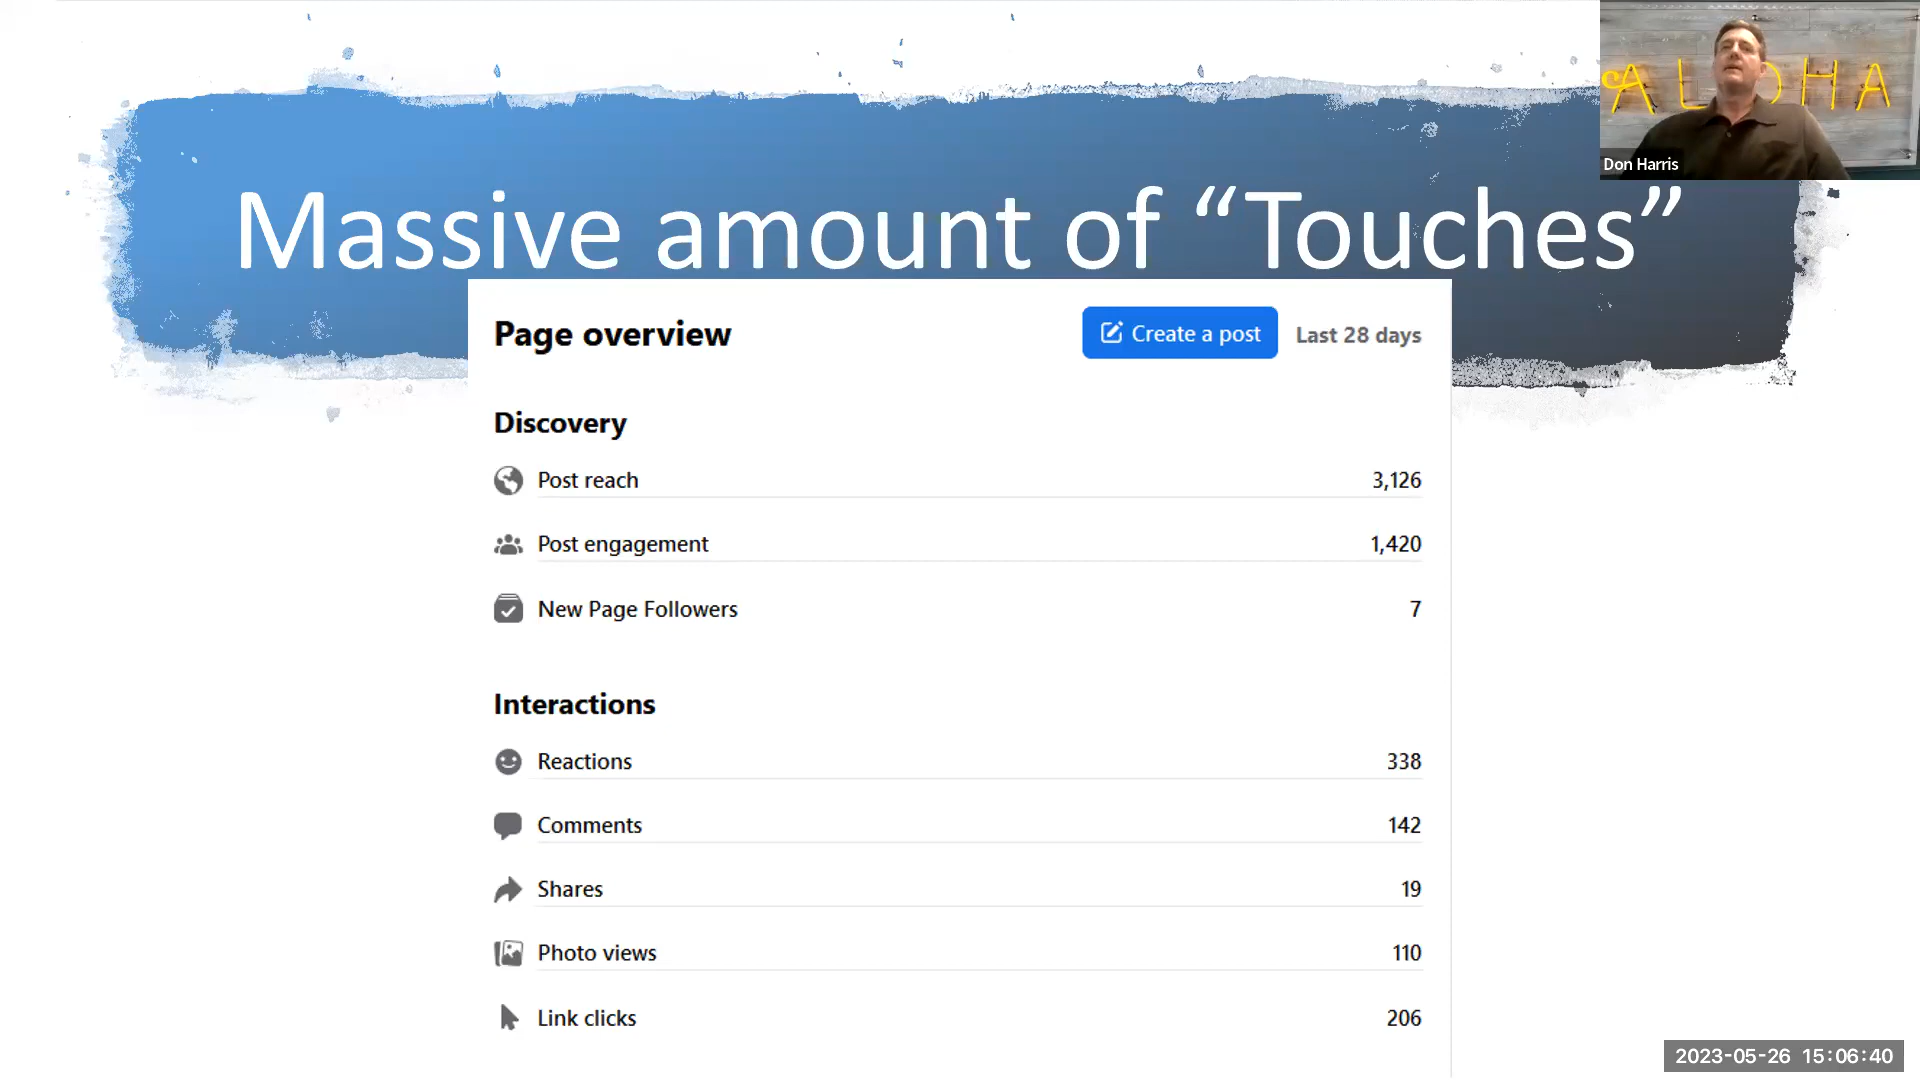 ALOHA
Don Harris
Massive amount of “Touches”
Page overview
Create a post
Last 28 days
Discovery
Post reach 3,126
Post engagement 1,420
New Page Followers 7
Interactions
Reactions 338
Comments 142
Shares 19
Photo views 110
Link clicks 206
2023-05-26 15:06:40